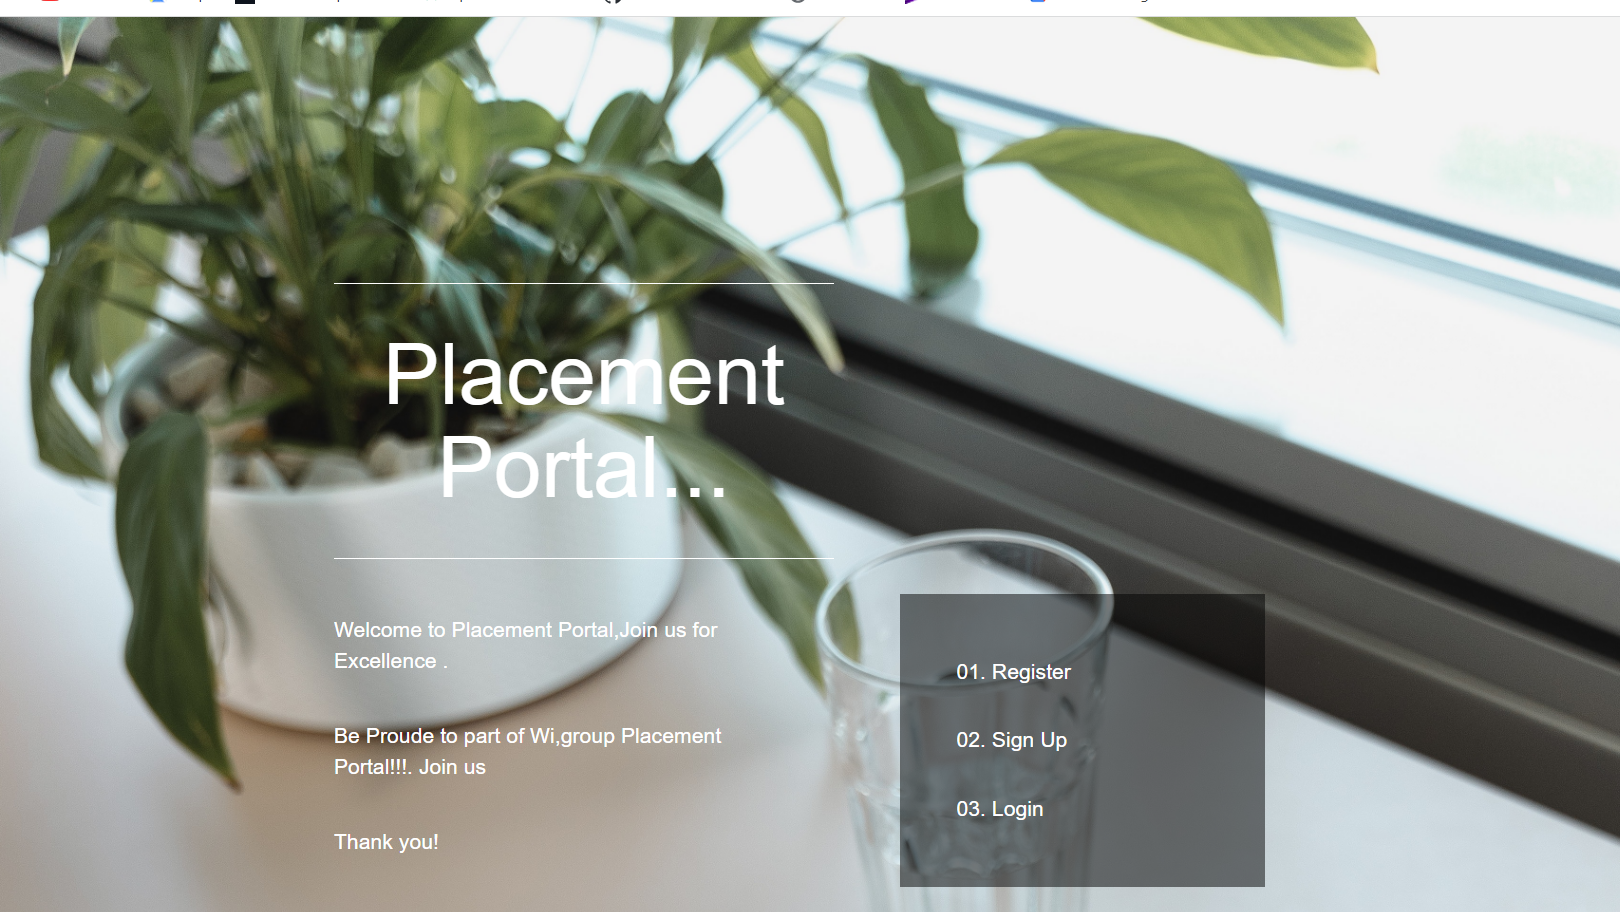 Placement
Portal...
Welcome to Placement Portal,Join us for
Excellence .
Be Proude to part of Wi,group Placement
Portal!!!. Join us
Thank you!
01. Register
02. Sign Up
03. Login